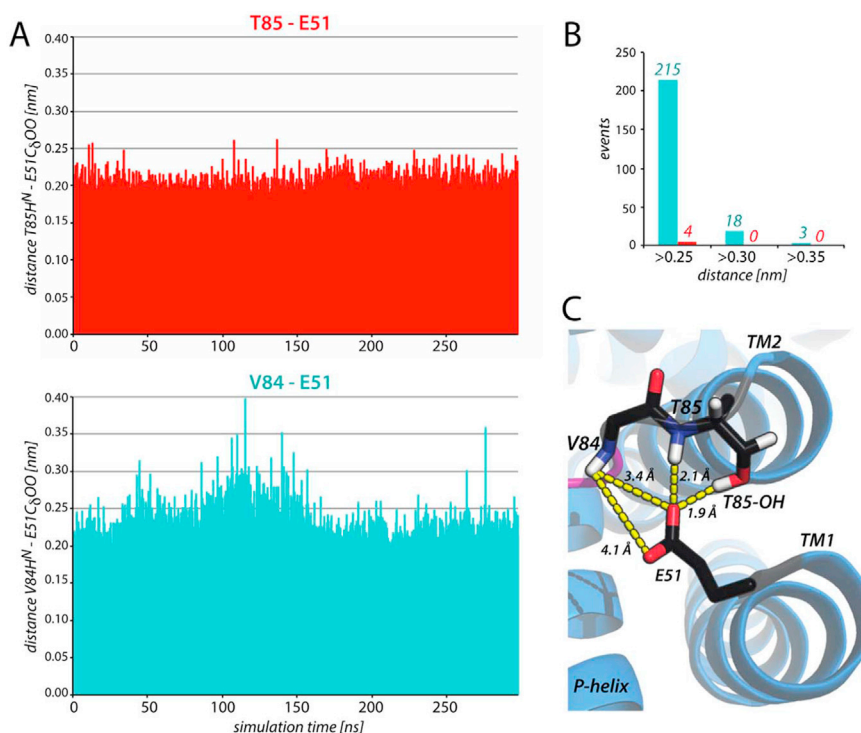 A
T85 - E51
0.40
0.35
0.30
0.25
0.20
0.15
0.10
0.05
0.00
distance T85Hᴺ - E51CδOO [nm]
0
50
100
150
200
250
V84 - E51
0.40
0.35
0.30
0.25
0.20
0.15
0.10
0.05
0.00
distance V84Hᴺ - E51CδOO [nm]
0
50
100
150
200
250
simulation time [ns]
B
250
200
150
100
50
0
events
215
4
18
0
3
0
>0.25
>0.30
>0.35
distance [nm]
C
TM2
T85
V84
3.4 Å
2.1 Å
T85-OH
1.9 Å
4.1 Å
E51
TM1
P-helix